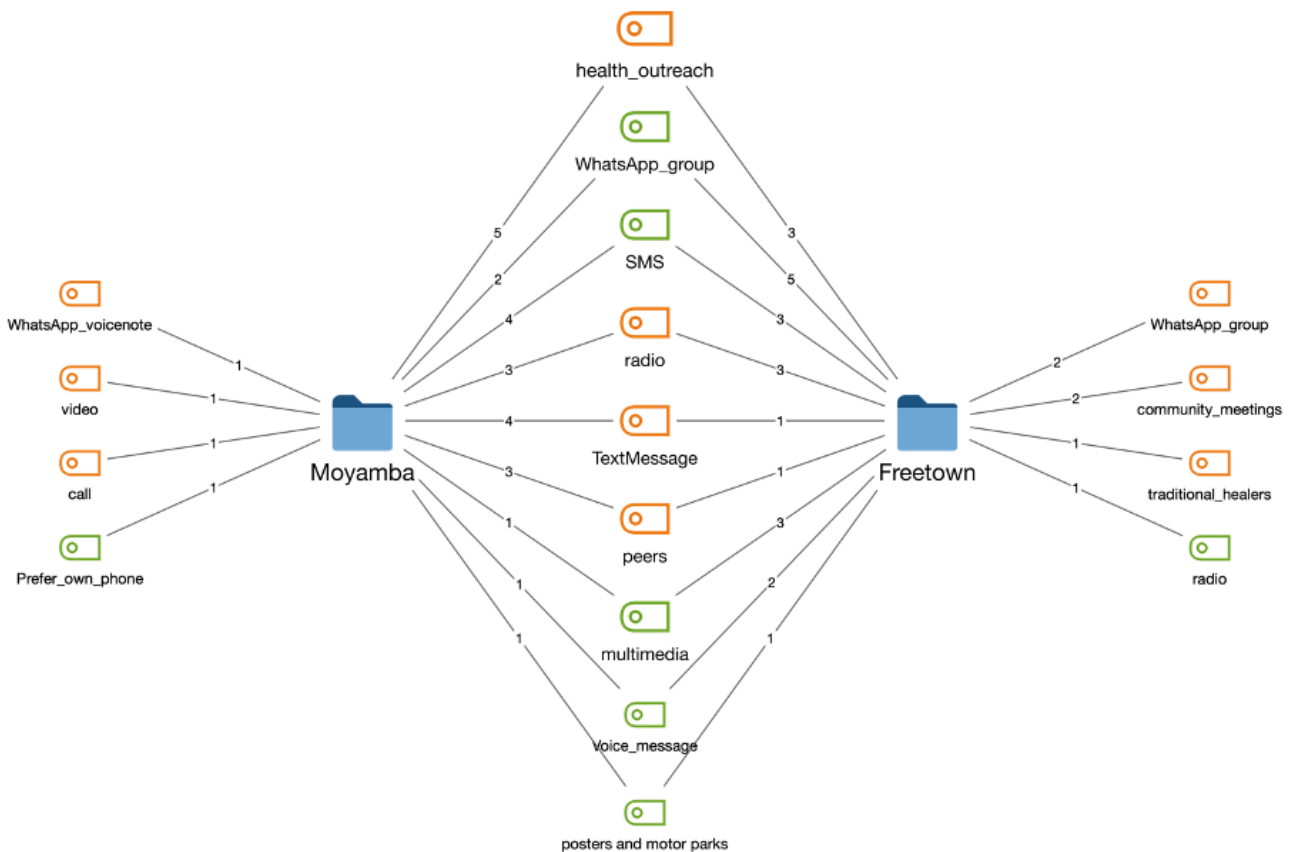 health_outreach
WhatsApp_group
5
3
2
5
SMS
WhatsApp_voicenote
WhatsApp_group
4
3
radio
1
2
video
3
3
community_meetings
1
2
4
1
Moyamba
TextMessage
Freetown
call
1
1
traditional_healers
1
3
1
1
peers
1
3
Prefer_own_phone
radio
1
2
multimedia
1
1
Voice_message
posters and motor parks